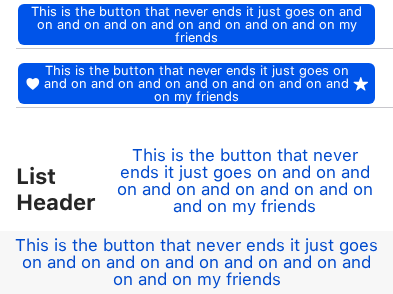 This is the button that never ends it just goes on and
on and on and on and on and on and on and on my
friends
This is the button that never ends it just goes on
and on and on and on and on and on and on and
on my friends
List
Header
This is the button that never
ends it just goes on and on and
on and on and on and on and on
and on my friends
This is the button that never ends it just goes
on and on and on and on and on and on and
on and on my friends